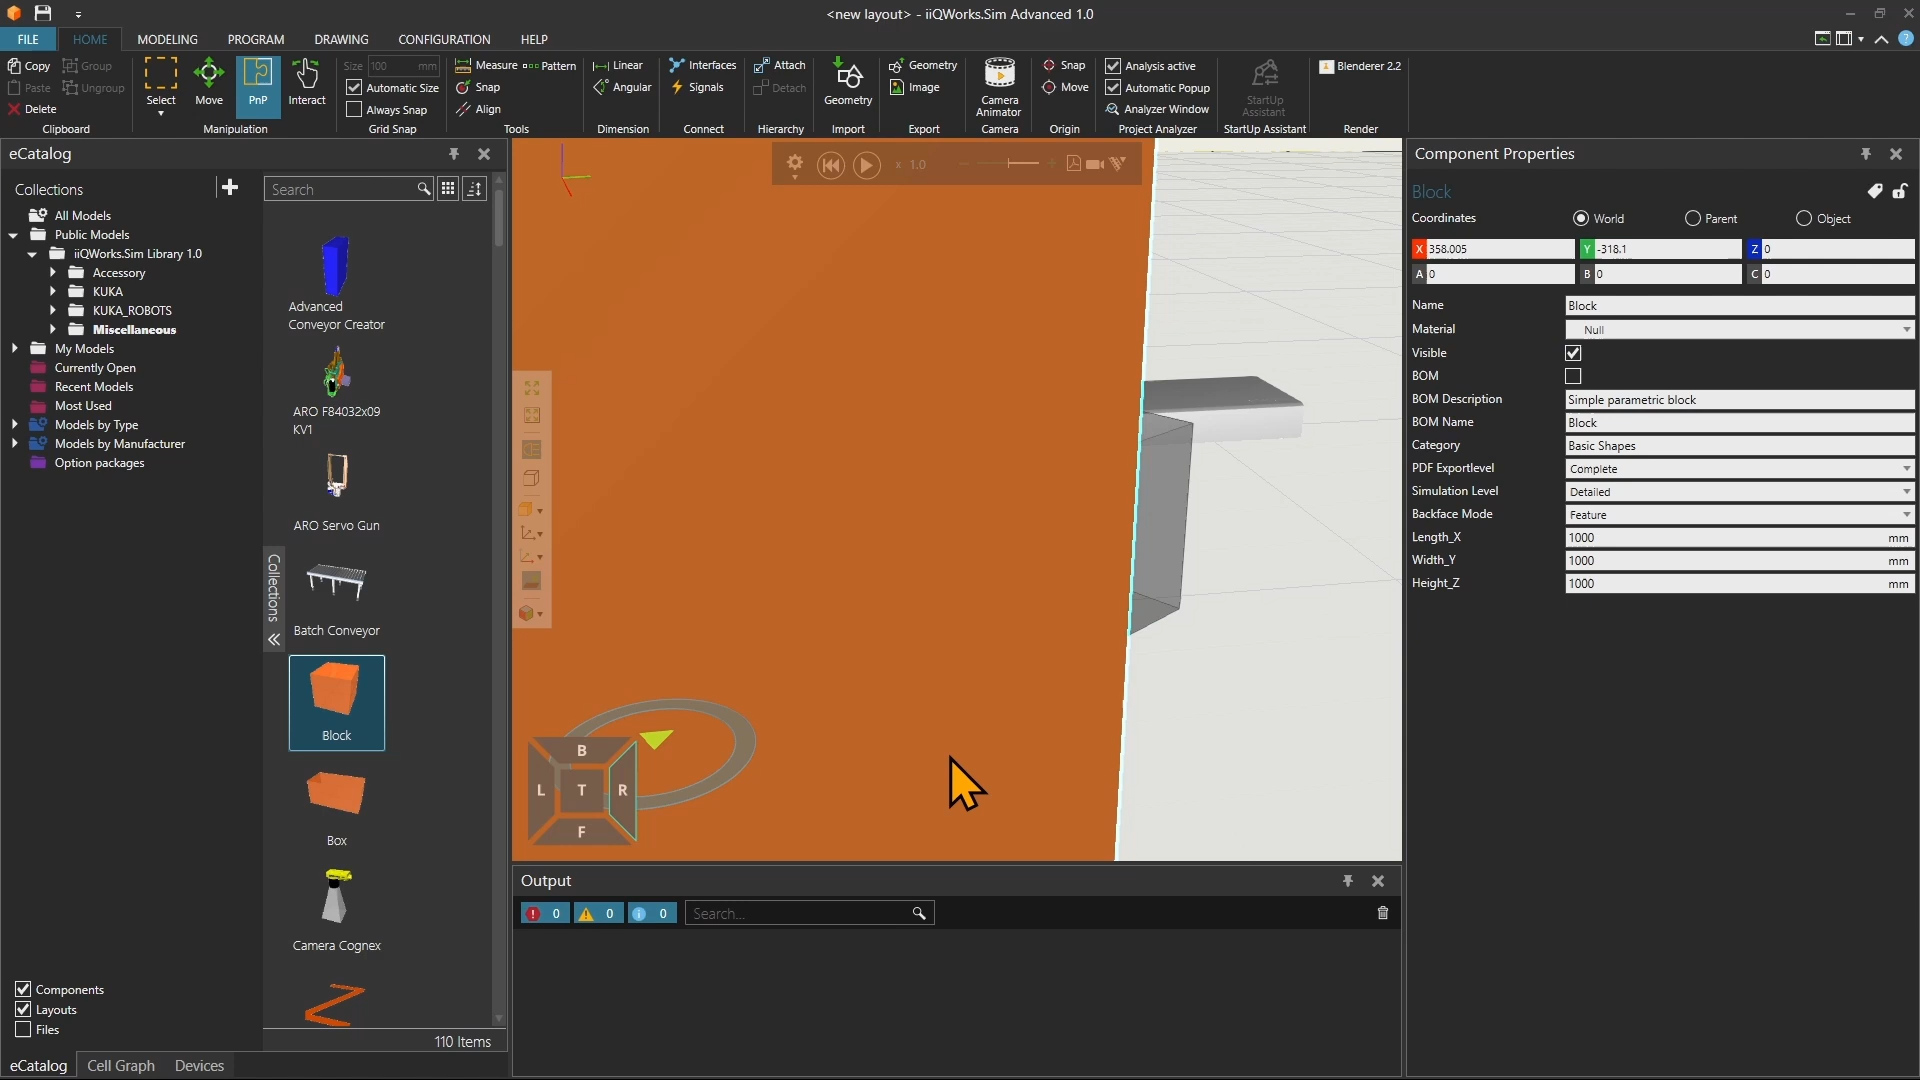 <new layout> - iiQWorks.Sim Advanced 1.0
FILE HOME MODELING PROGRAM DRAWING CONFIGURATION HELP
Copy Group Select Move PnP Interact Size 100 mm Measure Pattern Linear Interfaces Attach Geometry Geometry Camera Animator Snap Analysis active StartUp Assistant Blenderer 2.2
Paste Ungroup Automatic Size Snap Angular Signals Detach Image Move Automatic Popup
Delete Always Snap Align Analyzer Window
Clipboard Manipulation Grid Snap Tools Dimension Connect Hierarchy Import Export Camera Origin Project Analyzer StartUp Assistant Render
eCatalog
Collections
All Models
Public Models
iiQWorks.Sim Library 1.0
Accessory
KUKA
KUKA_ROBOTS
Miscellaneous
My Models
Currently Open
Recent Models
Most Used
Models by Type
Models by Manufacturer
Option packages
Components
Layouts
Files
Search
Advanced
Conveyor Creator
ARO F84032x09
KV1
ARO Servo Gun
Batch Conveyor
Block
Box
Camera Cognex
Collections
110 Items
eCatalog Cell Graph Devices
x 1.0
B
L T R
F
Output
0 0 0 Search...
Component Properties
Block
Coordinates World Parent Object
X 358.005 Y -318.1 Z 0
A 0 B 0 C 0
Name Block
Material Null
Visible
BOM
BOM Description Simple parametric block
BOM Name Block
Category Basic Shapes
PDF Exportlevel Complete
Simulation Level Detailed
Backface Mode Feature
Length_X 1000 mm
Width_Y 1000 mm
Height_Z 1000 mm